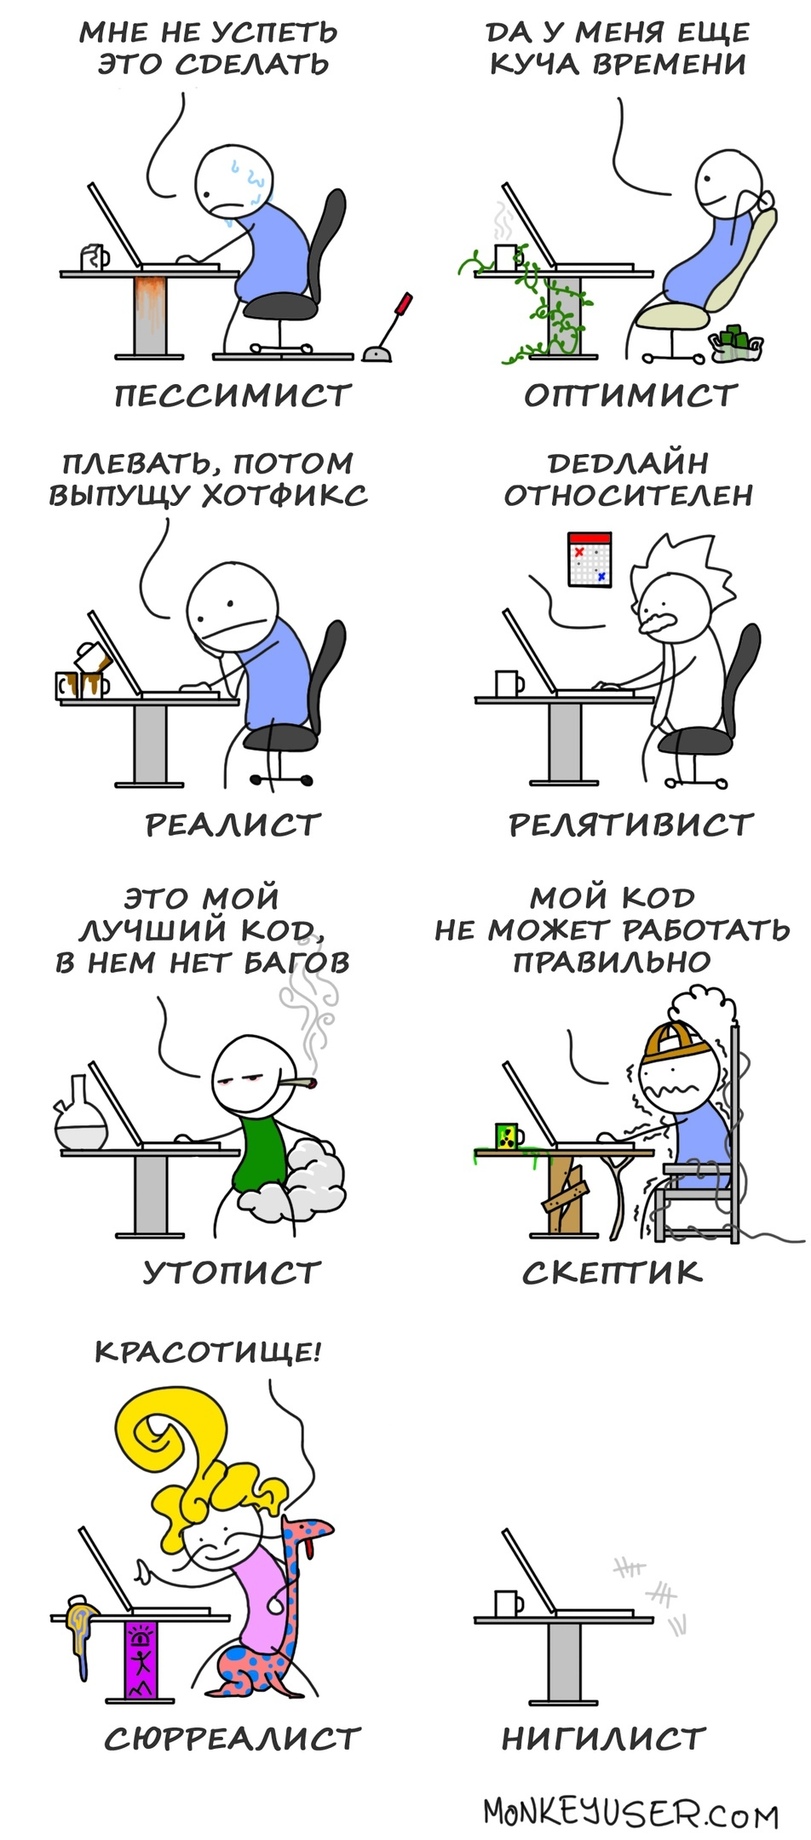 МНЕ НЕ УСПЕТЬ
ЭТО СДЕЛАТЬ
ПЕССИМИСТ
ДА У МЕНЯ ЕЩЕ
КУЧА ВРЕМЕНИ
ОПТИМИСТ
ПЛЕВАТЬ, ПОТОМ
ВЫПУЩУ ХОТФИКС
РЕАЛИСТ
DЕDЛАЙН
ОТНОСИТЕЛЕН
РЕЛЯТИВИСТ
ЭТО МОЙ
ЛУЧШИЙ КОД,
В НЕМ НЕТ БАГОВ
УТОПИСТ
МОЙ КОД
НЕ МОЖЕТ РАБОТАТЬ
ПРАВИЛЬНО
СКЕПТИК
КРАСОТИЩЕ!
СЮРРЕАЛИСТ
НИГИЛИСТ
MONKEYUSER.COM